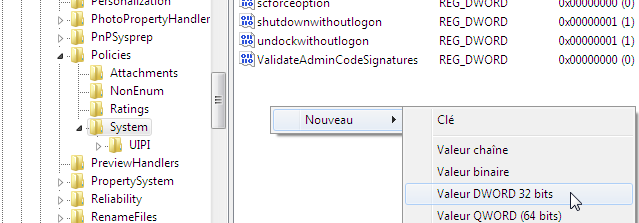 Personalization
PhotoPropertyHandler
PnPSysprep
Policies
Attachments
NonEnum
Ratings
System
UIPI
PreviewHandlers
PropertySystem
Reliability
RenameFiles
scforceoption REG_DWORD 0x00000000 (0)
shutdownwithoutlogon REG_DWORD 0x00000001 (1)
undockwithoutlogon REG_DWORD 0x00000001 (1)
ValidateAdminCodeSignatures REG_DWORD 0x00000000 (0)
Nouveau
Clé
Valeur chaîne
Valeur binaire
Valeur DWORD 32 bits
Valeur QWORD (64 bits)